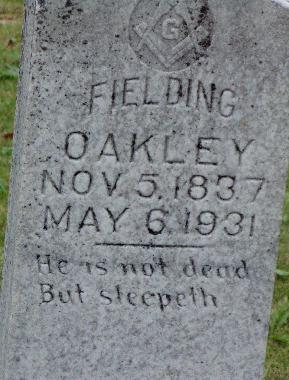 G
FIELDING
OAKLEY
NOV. 5, 1837
MAY 6, 1931
He is not dead
But sleepeth